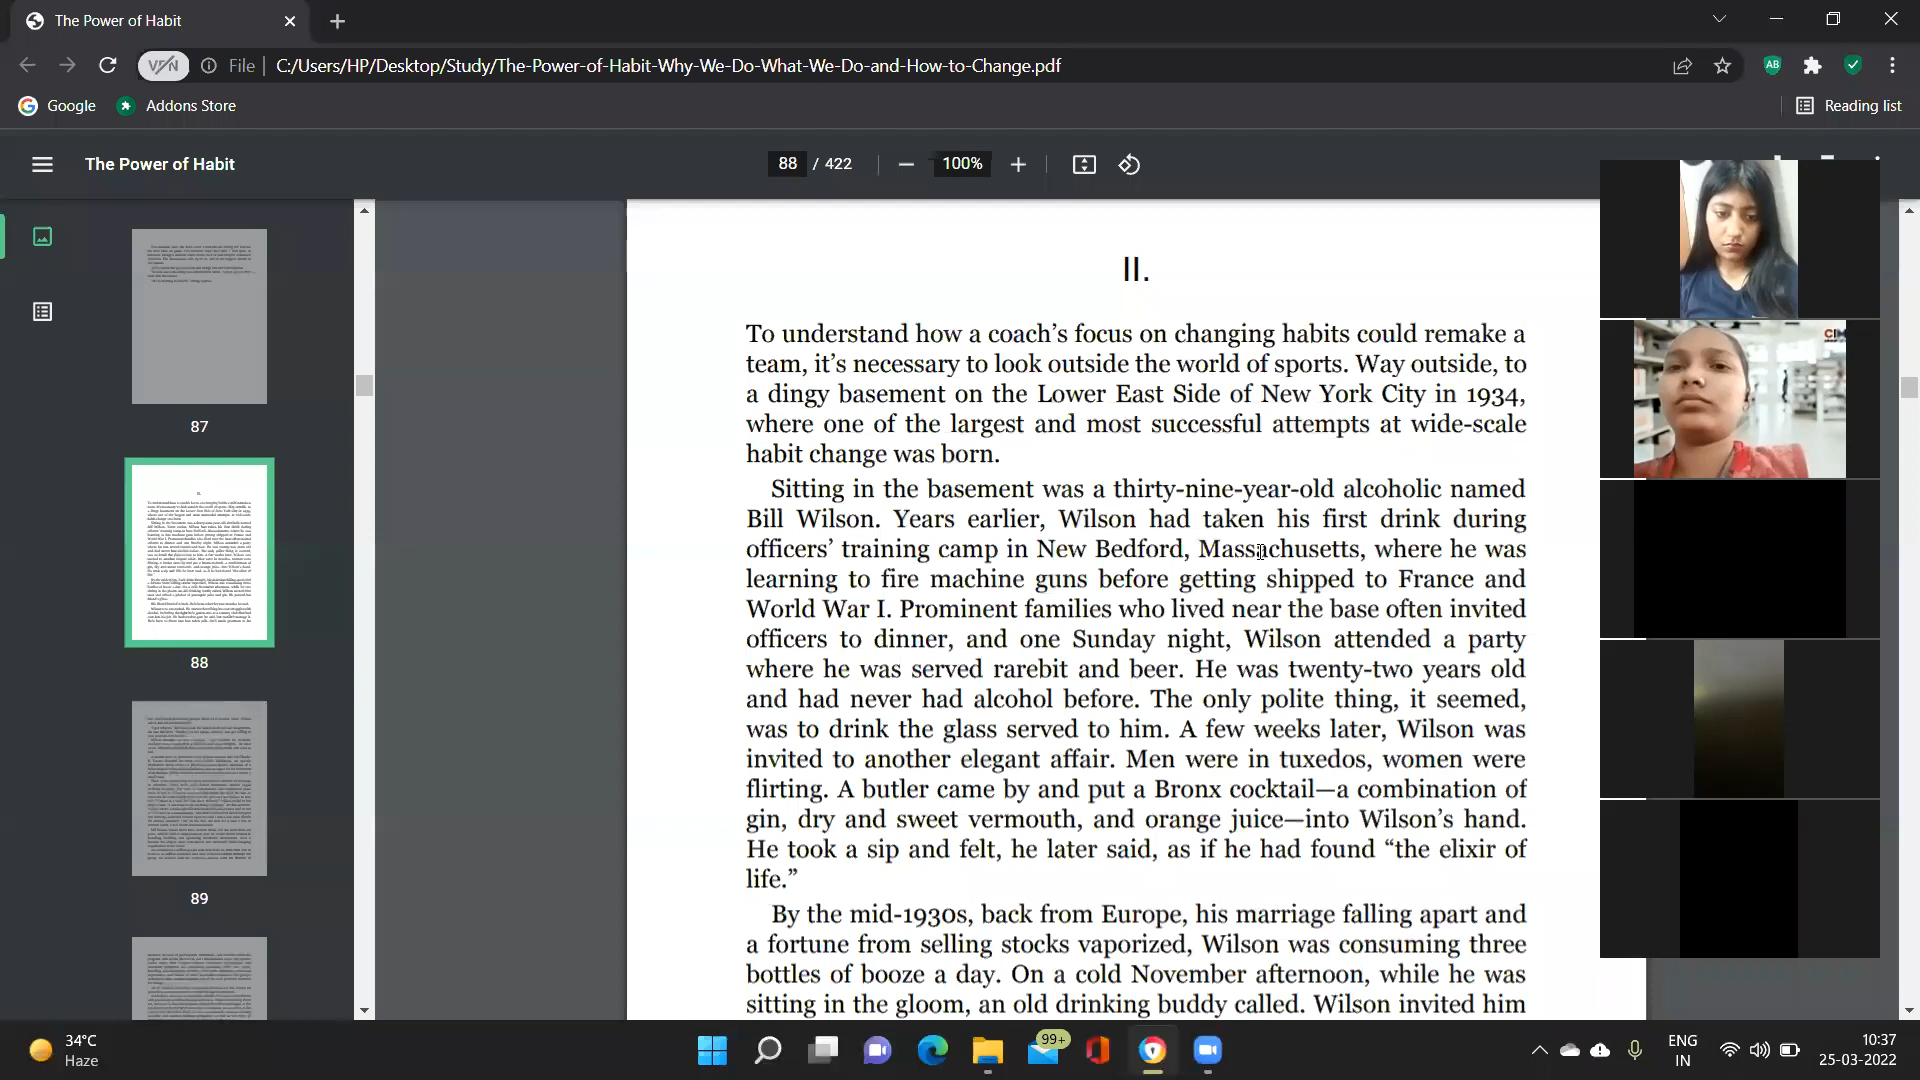 The Power of Habit
VPN
File
C:/Users/HP/Desktop/Study/The-Power-of-Habit-Why-We-Do-What-We-Do-and-How-to-Change.pdf
AB
Google
Addons Store
Reading list
The Power of Habit
88 / 422
100%
87
88
89
II.
To understand how a coach’s focus on changing habits could remake a
team, it’s necessary to look outside the world of sports. Way outside, to
a dingy basement on the Lower East Side of New York City in 1934,
where one of the largest and most successful attempts at wide-scale
habit change was born.
Sitting in the basement was a thirty-nine-year-old alcoholic named
Bill Wilson. Years earlier, Wilson had taken his first drink during
officers’ training camp in New Bedford, Massachusetts, where he was
learning to fire machine guns before getting shipped to France and
World War I. Prominent families who lived near the base often invited
officers to dinner, and one Sunday night, Wilson attended a party
where he was served rarebit and beer. He was twenty-two years old
and had never had alcohol before. The only polite thing, it seemed,
was to drink the glass served to him. A few weeks later, Wilson was
invited to another elegant affair. Men were in tuxedos, women were
flirting. A butler came by and put a Bronx cocktail—a combination of
gin, dry and sweet vermouth, and orange juice—into Wilson’s hand.
He took a sip and felt, he later said, as if he had found “the elixir of
life.”
By the mid-1930s, back from Europe, his marriage falling apart and
a fortune from selling stocks vaporized, Wilson was consuming three
bottles of booze a day. On a cold November afternoon, while he was
sitting in the gloom, an old drinking buddy called. Wilson invited him
34°C
Haze
99+
ENG
IN
10:37
25-03-2022